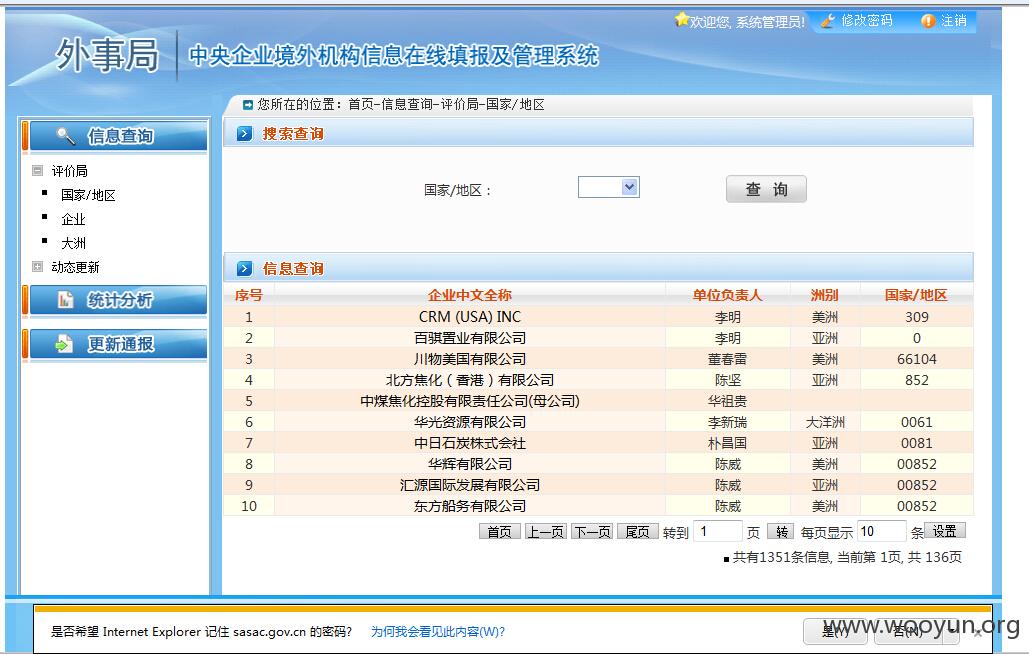 欢迎您, 系统管理员! 修改密码 注销
外事局 中央企业境外机构信息在线填报及管理系统
您所在的位置：首页-信息查询-评价局-国家/地区
信息查询
评价局
国家/地区
企业
大洲
动态更新
统计分析
更新通报
搜索查询
国家/地区： 查 询
信息查询
序号 企业中文全称 单位负责人 洲别 国家/地区
1 CRM (USA) INC 李明 美洲 309
2 百骐置业有限公司 李明 亚洲 0
3 川物美国有限公司 董春雷 美洲 66104
4 北方焦化（香港）有限公司 陈坚 亚洲 852
5 中煤焦化控股有限责任公司(母公司) 华祖贵
6 华光资源有限公司 李新瑞 大洋洲 0061
7 中日石炭株式会社 朴昌国 亚洲 0081
8 华辉有限公司 陈威 美洲 00852
9 汇源国际发展有限公司 陈威 亚洲 00852
10 东方船务有限公司 陈威 美洲 00852
首页 上一页 下一页 尾页 转到 1 页 转 每页显示 10 条 设置
共有1351条信息, 当前第 1页, 共 136页
是否希望 Internet Explorer 记住 sasac.gov.cn 的密码? 为何我会看见此内容(W)? 是(Y) 否(N)
www.wooyun.org